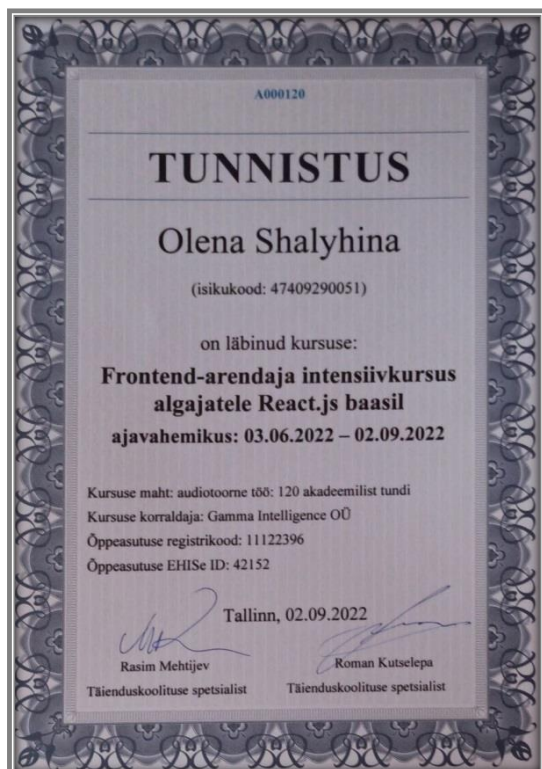 A000120
TUNNISTUS
Olena Shalyhina
(isikukood: 47409290051)
on läbinud kursuse:
Frontend-arendaja intensiivkursus
algajatele React.js baasil
ajavahemikus: 03.06.2022 – 02.09.2022
Kursuse maht: audiotoorne töö: 120 akadeemilist tundi
Kursuse korraldaja: Gamma Intelligence OÜ
Õppeasutuse registrikood: 11122396
Õppeasutuse EHISe ID: 42152
Tallinn, 02.09.2022
Rasim Mehtijev
Täienduskoolituse spetsialist
Roman Kutselepa
Täienduskoolituse spetsialist